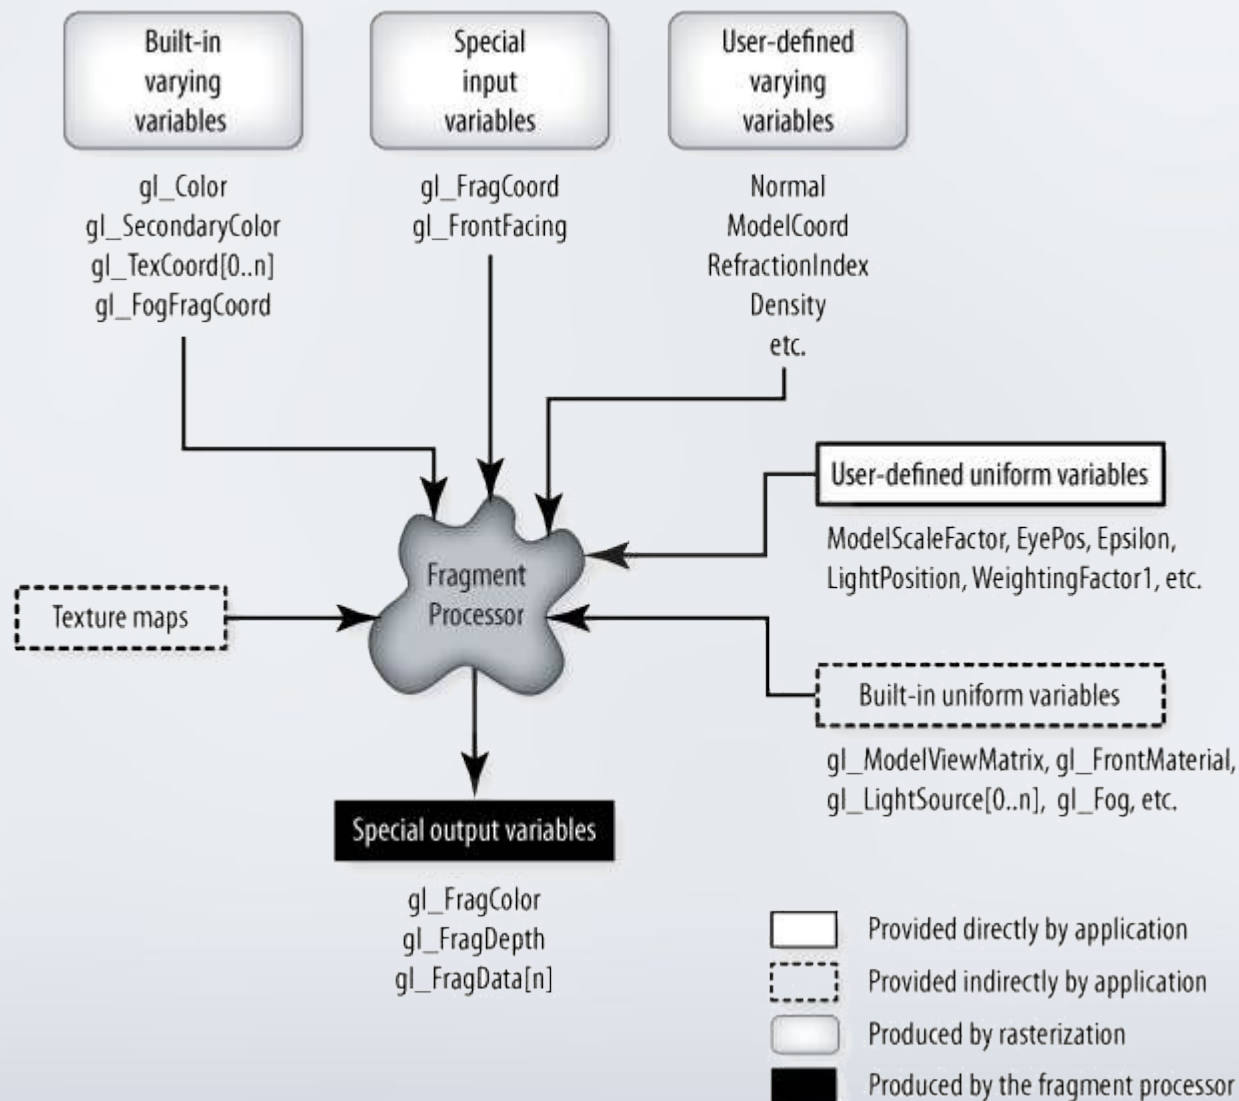 Built-in
varying
variables
Special
input
variables
User-defined
varying
variables
gl_Color
gl_SecondaryColor
gl_TexCoord[0..n]
gl_FogFragCoord
gl_FragCoord
gl_FrontFacing
Normal
ModelCoord
RefractionIndex
Density
etc.
User-defined uniform variables
ModelScaleFactor, EyePos, Epsilon,
LightPosition, WeightingFactor1, etc.
Fragment
Processor
Texture maps
Built-in uniform variables
gl_ModelViewMatrix, gl_FrontMaterial,
gl_LightSource[0..n], gl_Fog, etc.
Special output variables
gl_FragColor
gl_FragDepth
gl_FragData[n]
Provided directly by application
Provided indirectly by application
Produced by rasterization
Produced by the fragment processor